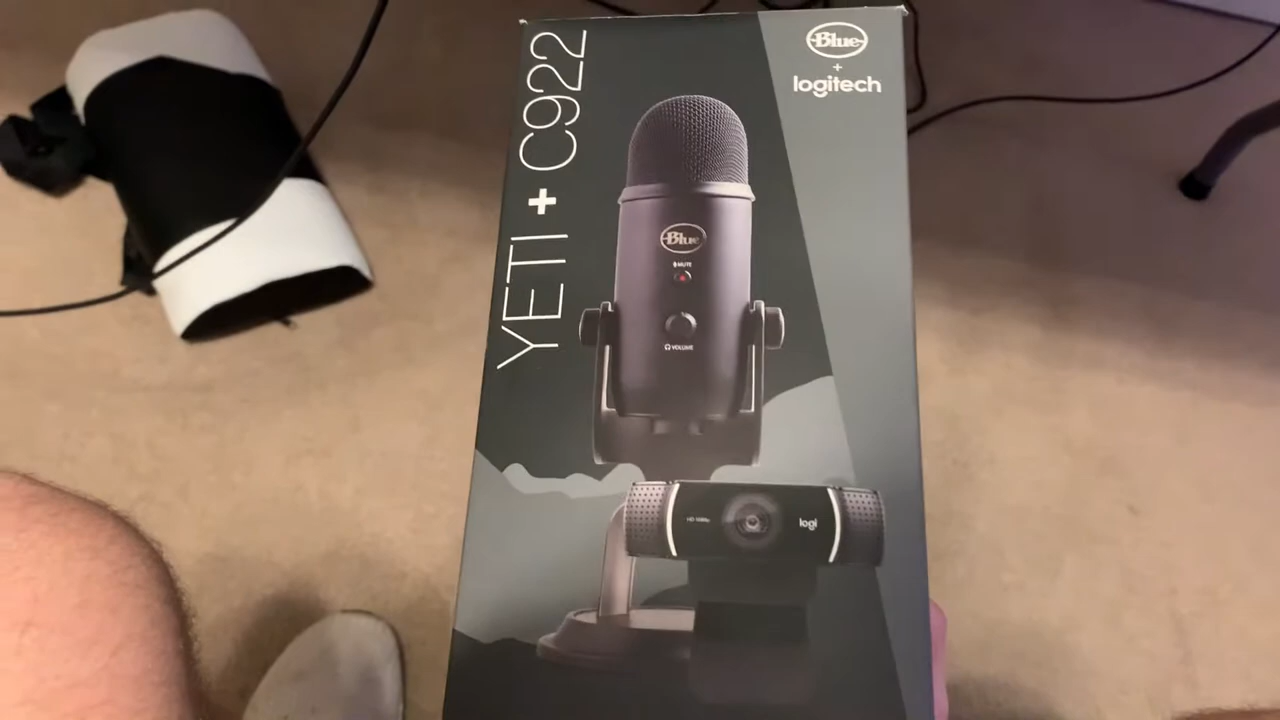 YETI + C922
Blue
+
logitech
Blue
MUTE
VOLUME
HD 1080p
logi